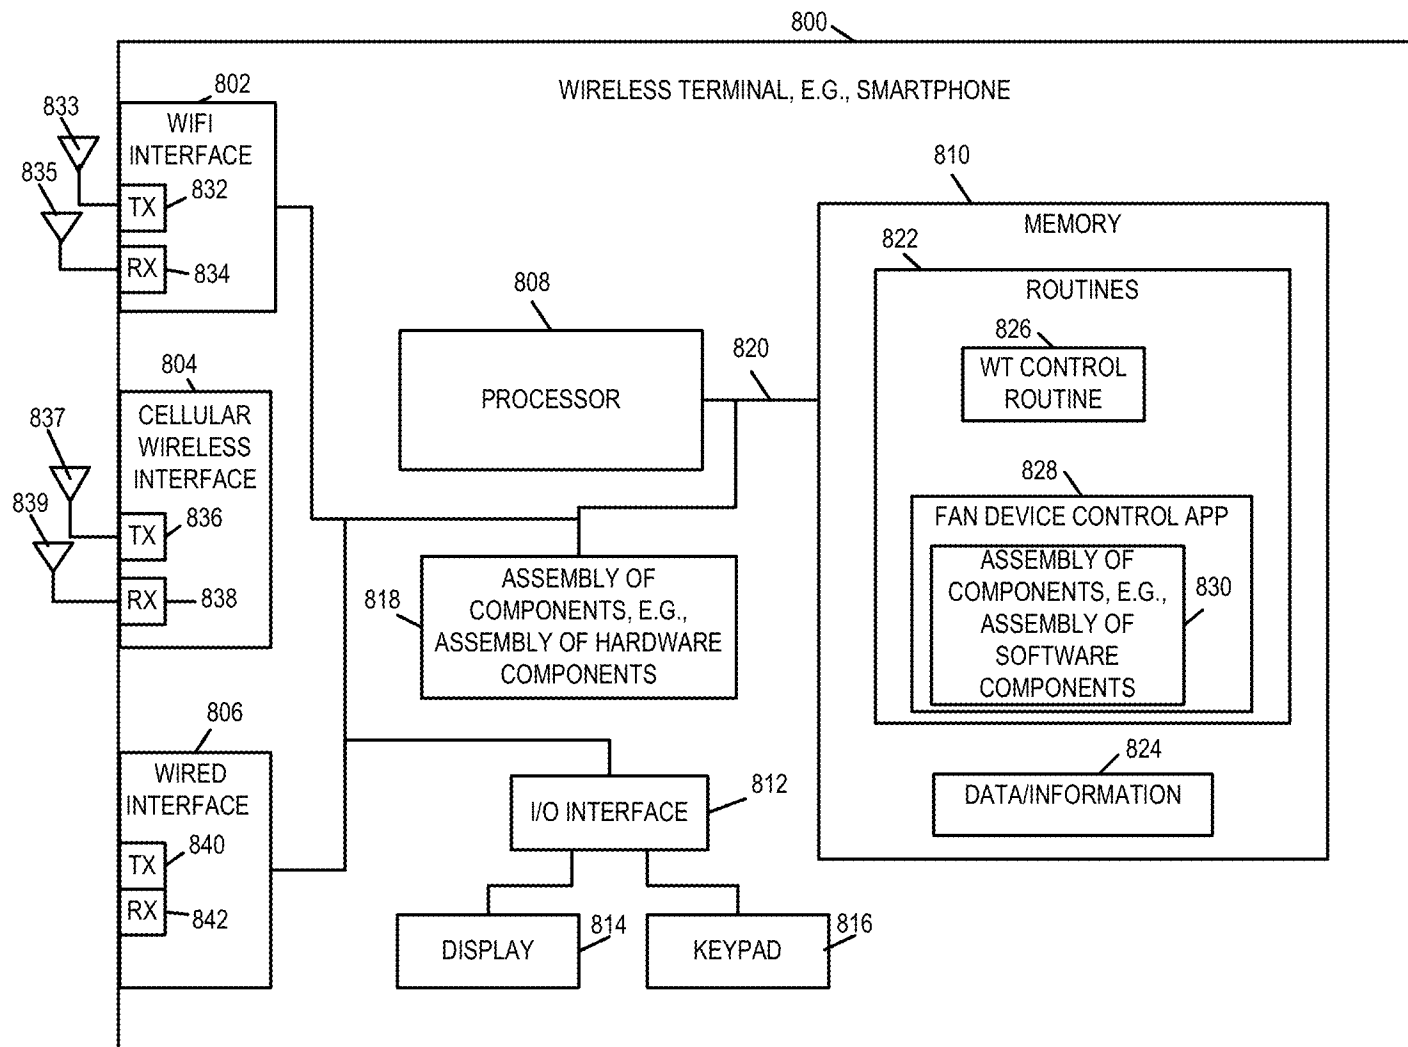 800
WIRELESS TERMINAL, E.G., SMARTPHONE
802
WIFI
INTERFACE
833
835
TX
832
RX
834
804
CELLULAR
WIRELESS
INTERFACE
837
839
TX
836
RX
838
806
WIRED
INTERFACE
TX
840
RX
842
808
PROCESSOR
820
818
ASSEMBLY OF
COMPONENTS, E.G.,
ASSEMBLY OF HARDWARE
COMPONENTS
I/O INTERFACE
812
DISPLAY
814
KEYPAD
816
810
MEMORY
822
ROUTINES
826
WT CONTROL
ROUTINE
828
FAN DEVICE CONTROL APP
ASSEMBLY OF
COMPONENTS, E.G.,
ASSEMBLY OF
SOFTWARE
COMPONENTS
830
824
DATA/INFORMATION